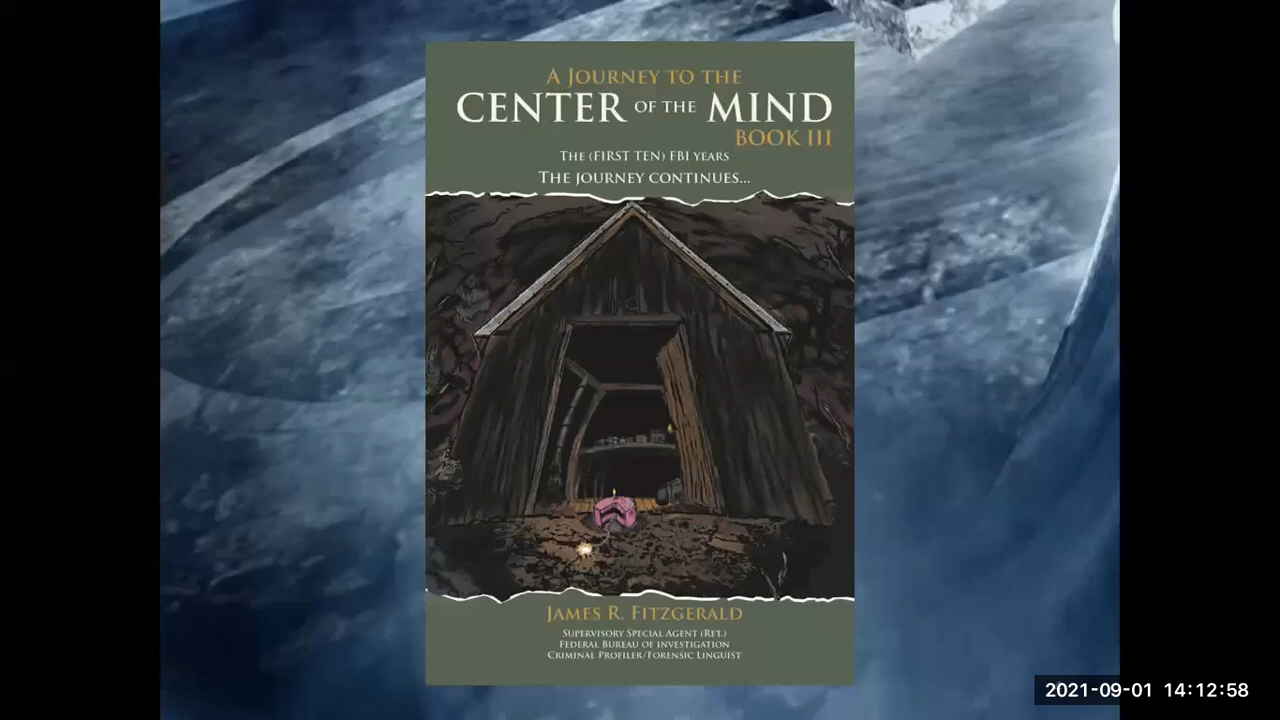 A JOURNEY TO THE
CENTER OF THE MIND
BOOK III
THE (FIRST TEN) FBI YEARS
THE JOURNEY CONTINUES...
JAMES R. FITZGERALD
SUPERVISORY SPECIAL AGENT (RET.)
FEDERAL BUREAU OF INVESTIGATION
CRIMINAL PROFILER/FORENSIC LINGUIST
2021-09-01 14:12:58